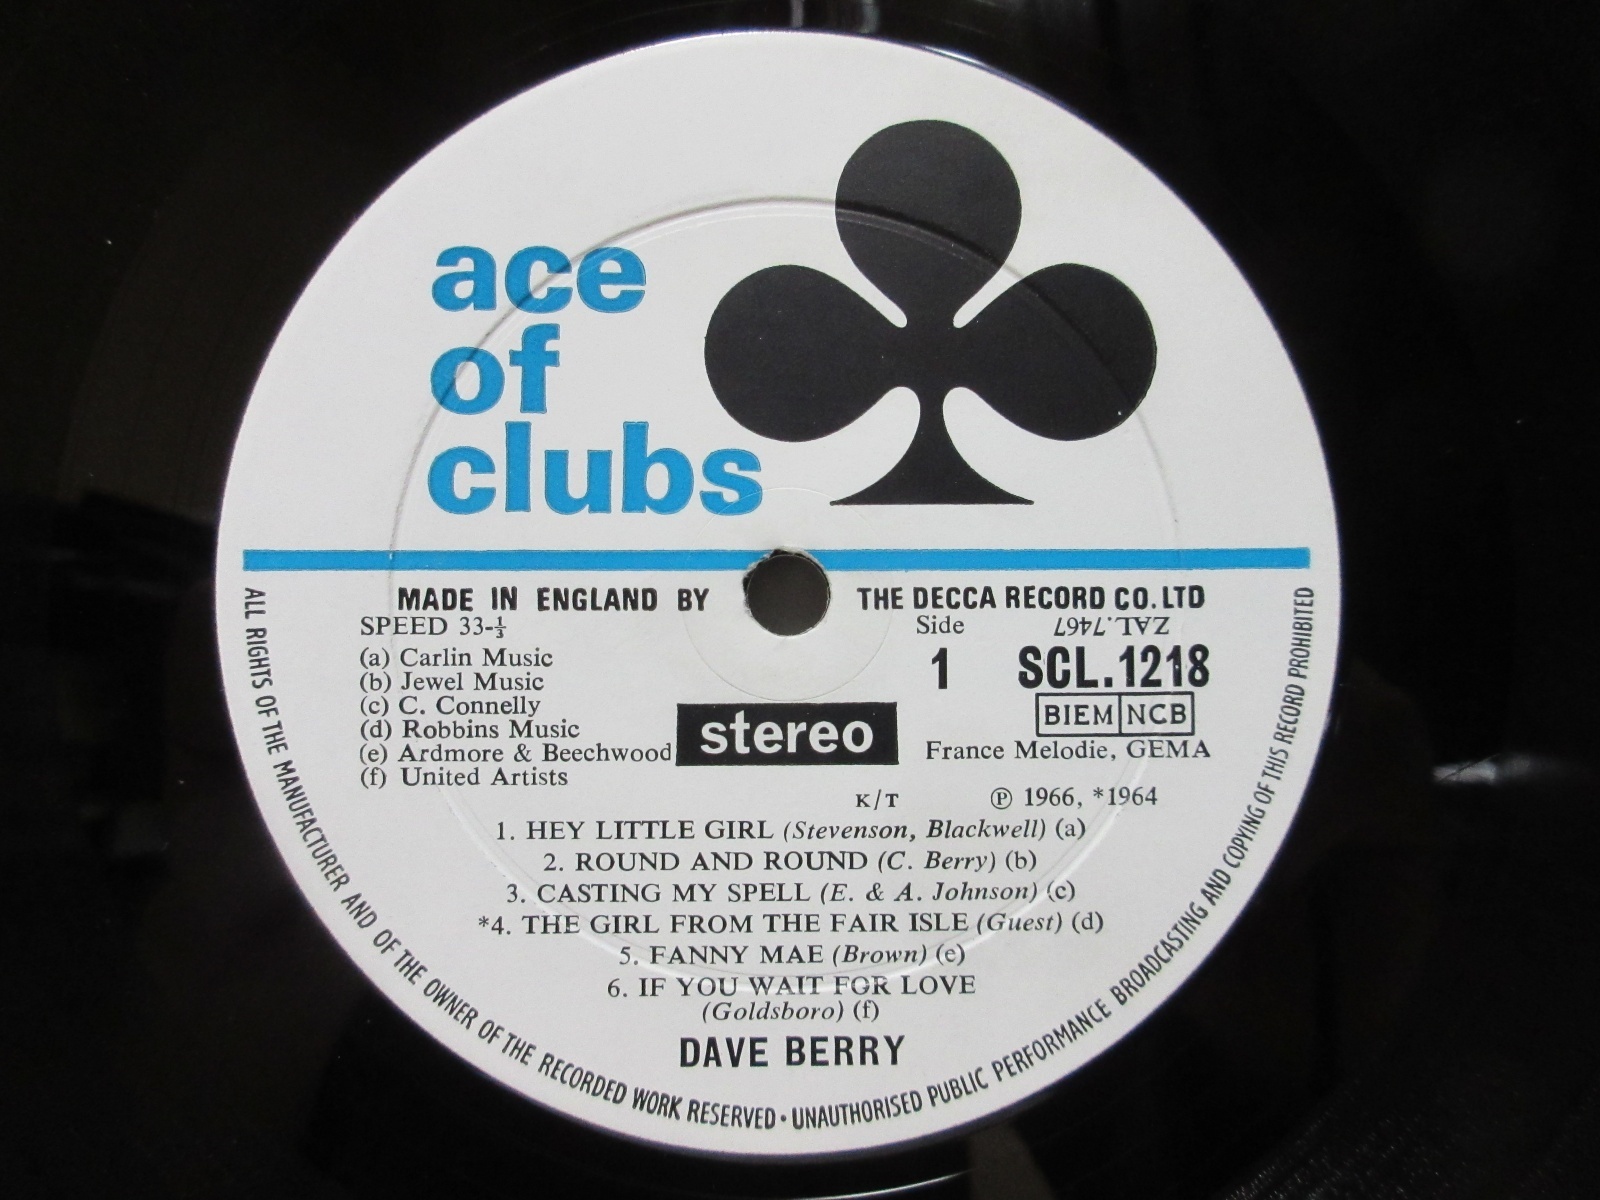 ace
of
clubs
MADE IN ENGLAND BY THE DECCA RECORD CO. LTD
SPEED 33-⅓
(a) Carlin Music
(b) Jewel Music
(c) C. Connelly
(d) Robbins Music
(e) Ardmore & Beechwood
(f) United Artists
stereo
Side
1
ZAL.7467
SCL.1218
BIEM NCB
France Melodie, GEMA
K/T
℗ 1966, *1964
1. HEY LITTLE GIRL (Stevenson, Blackwell) (a)
2. ROUND AND ROUND (C. Berry) (b)
3. CASTING MY SPELL (E. & A. Johnson) (c)
*4. THE GIRL FROM THE FAIR ISLE (Guest) (d)
5. FANNY MAE (Brown) (e)
6. IF YOU WAIT FOR LOVE
(Goldsboro) (f)
DAVE BERRY
ALL RIGHTS OF THE MANUFACTURER AND OF THE OWNER OF THE RECORDED WORK RESERVED · UNAUTHORISED PUBLIC PERFORMANCE BROADCASTING AND COPYING OF THIS RECORD PROHIBITED